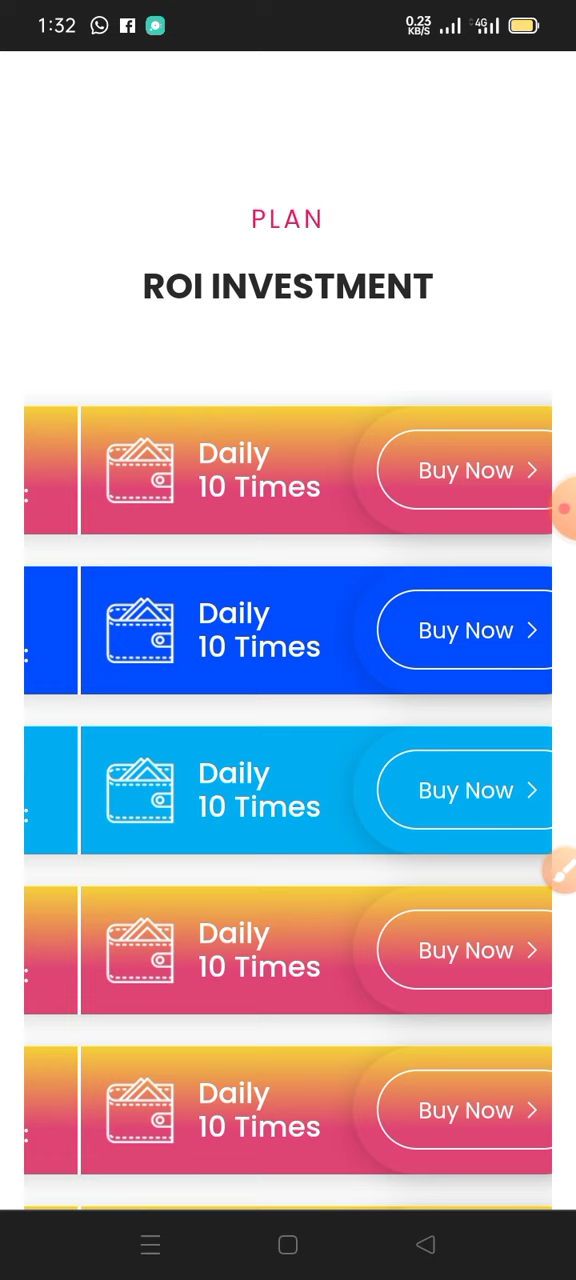 1:32
0.23
KB/S
4G
PLAN
ROI INVESTMENT
:
Daily
10 Times
Buy Now
:
Daily
10 Times
Buy Now
:
Daily
10 Times
Buy Now
:
Daily
10 Times
Buy Now
:
Daily
10 Times
Buy Now